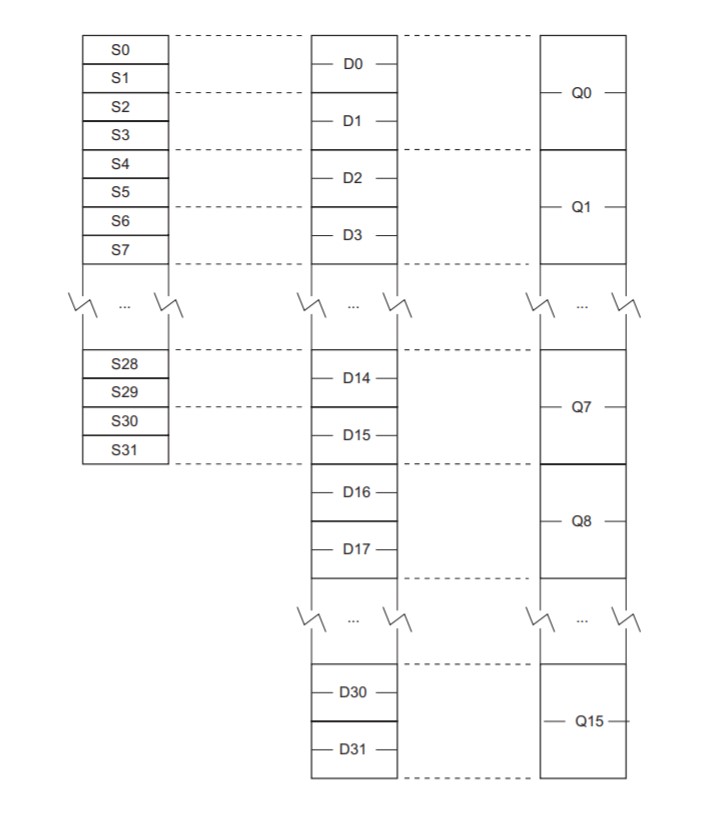 S0
S1
S2
S3
S4
S5
S6
S7
...
S28
S29
S30
S31
D0
D1
D2
D3
...
D14
D15
D16
D17
...
D30
D31
Q0
Q1
...
Q7
Q8
...
Q15